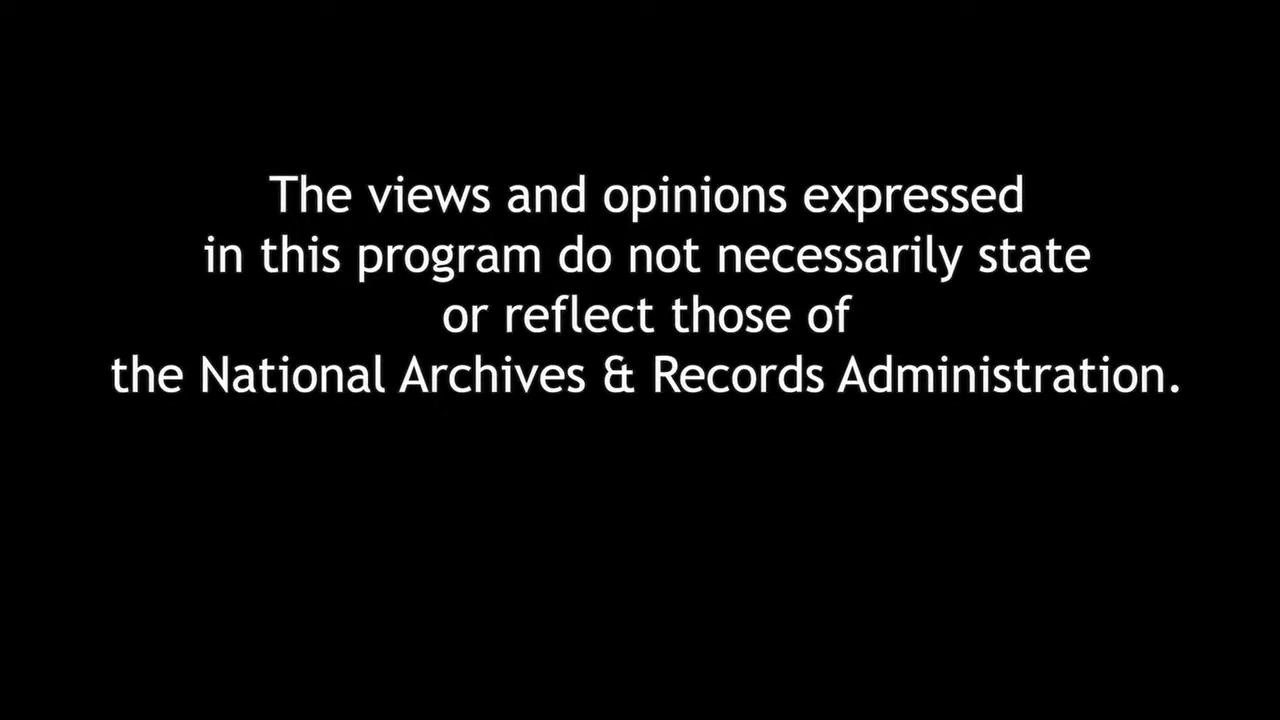 The views and opinions expressed
in this program do not necessarily state
or reflect those of
the National Archives & Records Administration.